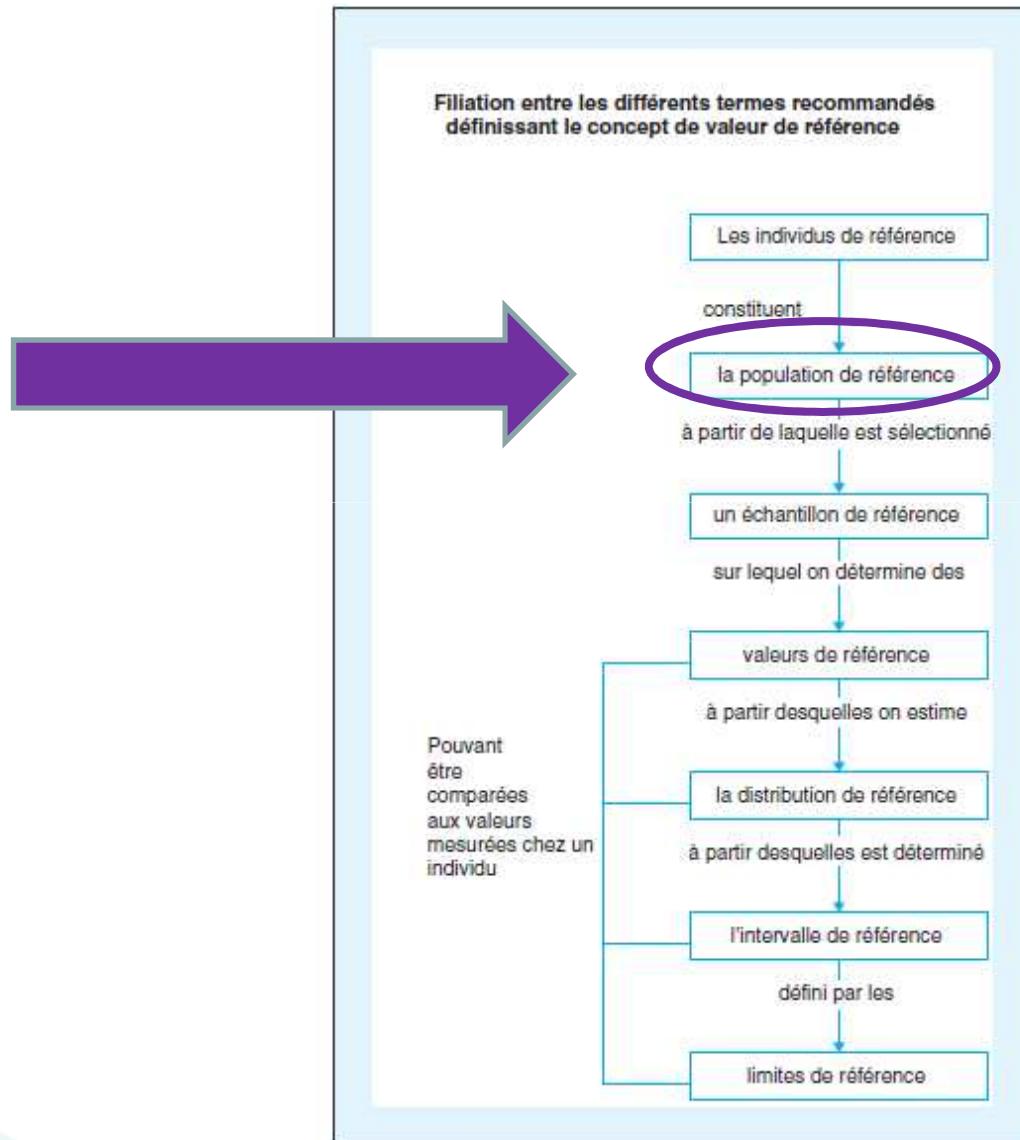 Filiation entre les différents termes recommandés
définissant le concept de valeur de référence
Les individus de référence
constituent
la population de référence
à partir de laquelle est sélectionné
un échantillon de référence
sur lequel on détermine des
valeurs de référence
à partir desquelles on estime
la distribution de référence
à partir desquelles est déterminé
l'intervalle de référence
défini par les
limites de référence
Pouvant
être
comparées
aux valeurs
mesurées chez un
individu